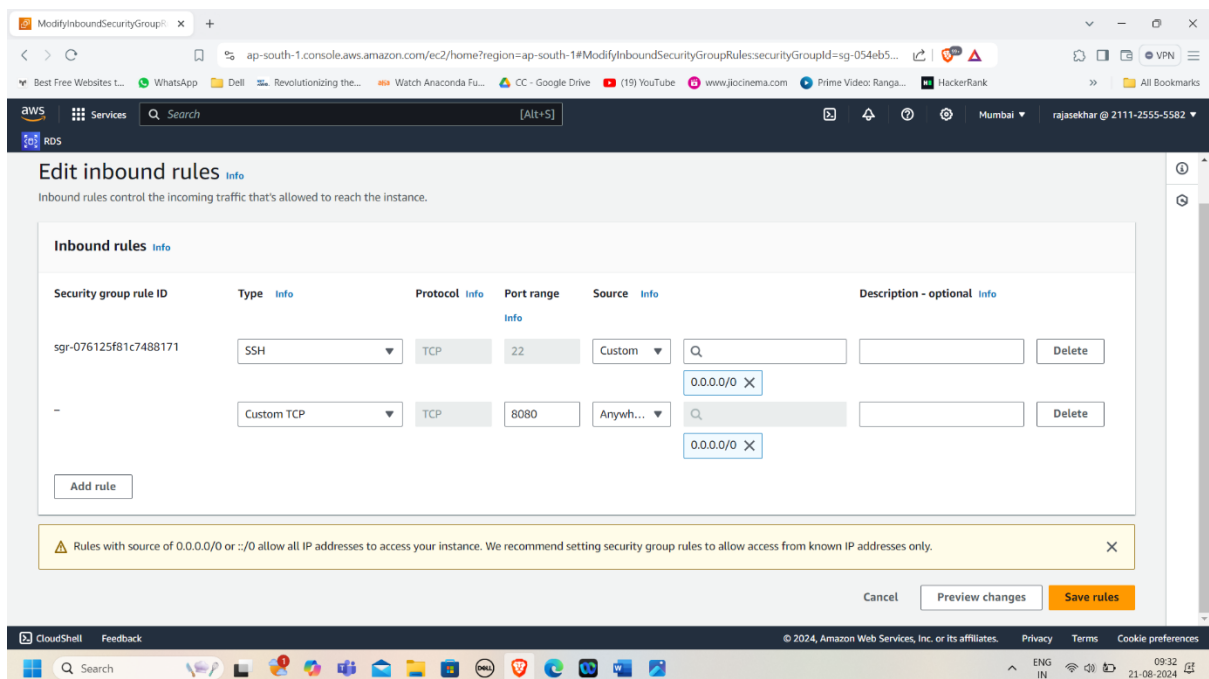 ModifyInboundSecurityGroupR
ap-south-1.console.aws.amazon.com/ec2/home?region=ap-south-1#ModifyInboundSecurityGroupRules:securityGroupId=sg-054eb5...
VPN
Best Free Websites t... WhatsApp Dell Revolutionizing the... Watch Anaconda Fu... CC - Google Drive (19) YouTube www.jiocinema.com Prime Video: Ranga... HackerRank All Bookmarks
aws Services Search [Alt+S] Mumbai rajasekhar @ 2111-2555-5582
RDS
Edit inbound rules Info
Inbound rules control the incoming traffic that's allowed to reach the instance.
Inbound rules Info
Security group rule ID Type Info Protocol Info Port range Source Info Description - optional Info
Info
sgr-076125f81c7488171 SSH TCP 22 Custom Delete
0.0.0.0/0
– Custom TCP TCP 8080 Anywh... Delete
0.0.0.0/0
Add rule
Rules with source of 0.0.0.0/0 or ::/0 allow all IP addresses to access your instance. We recommend setting security group rules to allow access from known IP addresses only.
Cancel Preview changes Save rules
CloudShell Feedback © 2024, Amazon Web Services, Inc. or its affiliates. Privacy Terms Cookie preferences
Search ENG 09:32
IN 21-08-2024